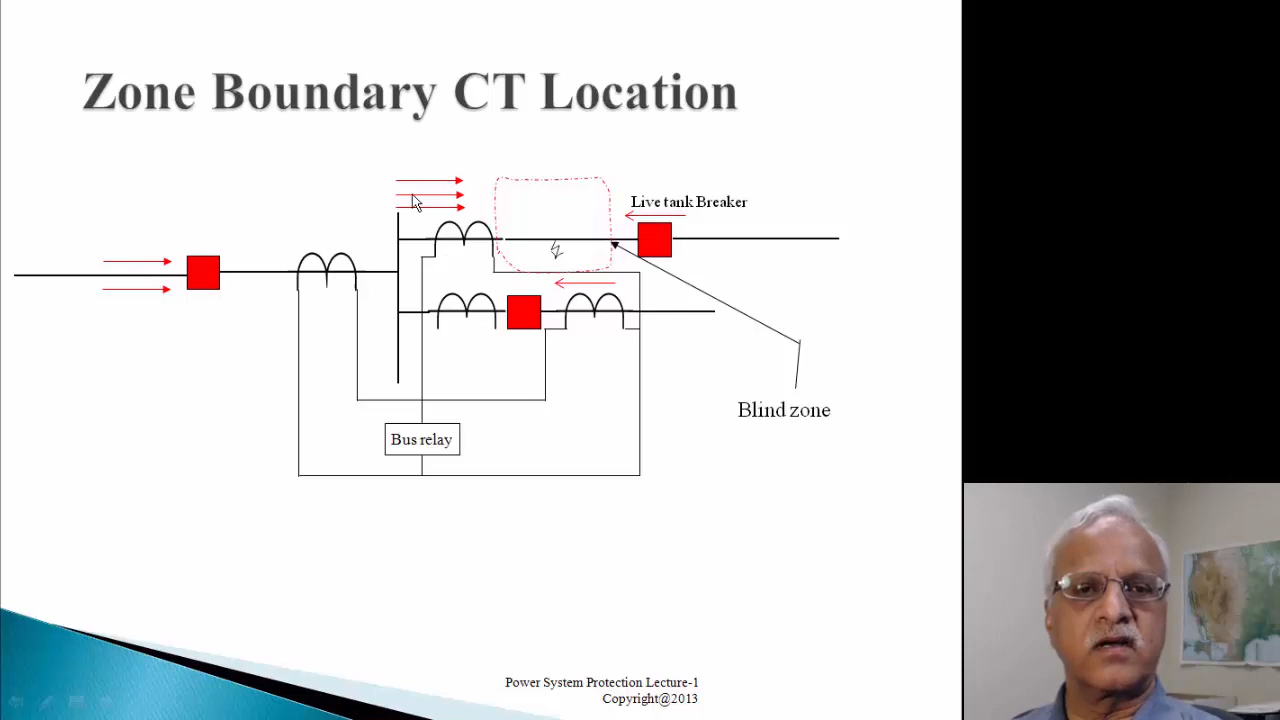 Zone Boundary CT Location
Live tank Breaker
Bus relay
Blind zone
Power System Protection Lecture-1
Copyright@2013